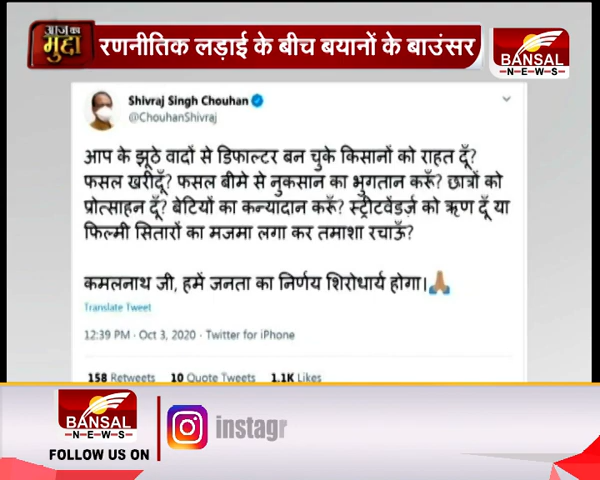 आज का
मुद्दा
रणनीतिक लड़ाई के बीच बयानों के बाउंसर
BANSAL
NEWS
Shivraj Singh Chouhan
@ChouhanShivraj
आप के झूठे वादों से डिफाल्टर बन चुके किसानों को राहत दूँ?
फसल खरीदूँ? फसल बीमे से नुकसान का भुगतान करूँ? छात्रों को
प्रोत्साहन दूँ? बेटियों का कन्यादान करूँ? स्ट्रीटवेंडर्ज़ को ऋण दूँ या
फिल्मी सितारों का मजमा लगा कर तमाशा रचाऊँ?
कमलनाथ जी, हमें जनता का निर्णय शिरोधार्य होगा।🙏🏽
Translate Tweet
12:39 PM · Oct 3, 2020 · Twitter for iPhone
158 Retweets 10 Quote Tweets 1.1K Likes
BANSAL
NEWS
FOLLOW US ON
instagr